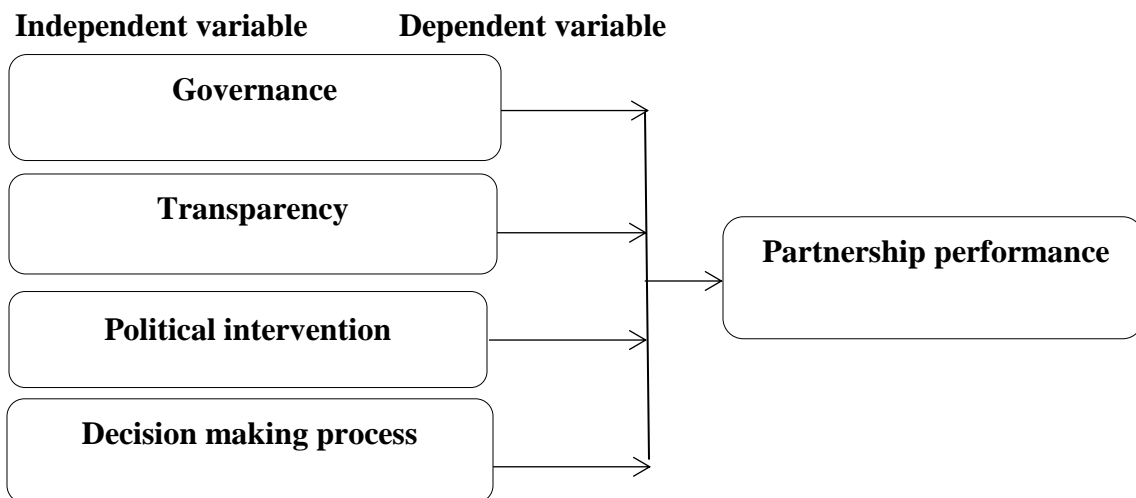 Independent variable Dependent variable
Governance
Transparency
Partnership performance
Political intervention
Decision making process